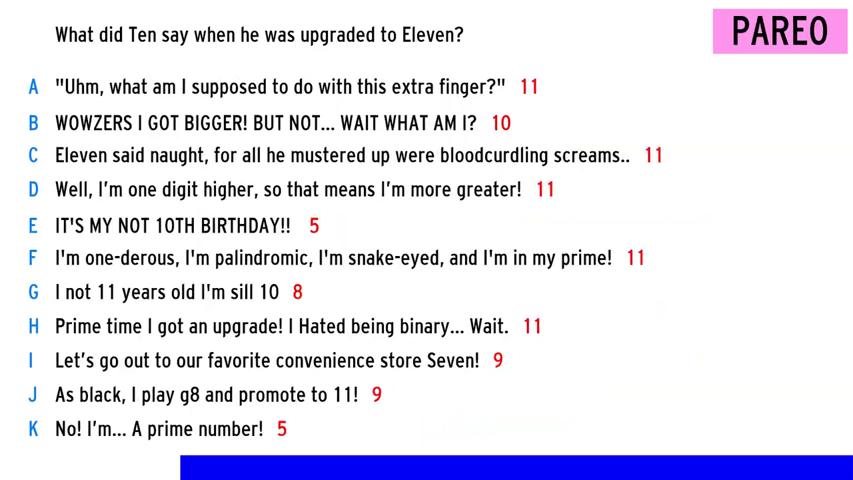 What did Ten say when he was upgraded to Eleven?
PAREO
A "Uhm, what am I supposed to do with this extra finger?" 11
B WOWZERS I GOT BIGGER! BUT NOT... WAIT WHAT AM I? 10
C Eleven said naught, for all he mustered up were bloodcurdling screams.. 11
D Well, I'm one digit higher, so that means I'm more greater! 11
E IT'S MY NOT 10TH BIRTHDAY!! 5
F I'm one-derous, I'm palindromic, I'm snake-eyed, and I'm in my prime! 11
G I not 11 years old I'm sill 10 8
H Prime time I got an upgrade! I Hated being binary... Wait. 11
I Let's go out to our favorite convenience store Seven! 9
J As black, I play g8 and promote to 11! 9
K No! I'm... A prime number! 5